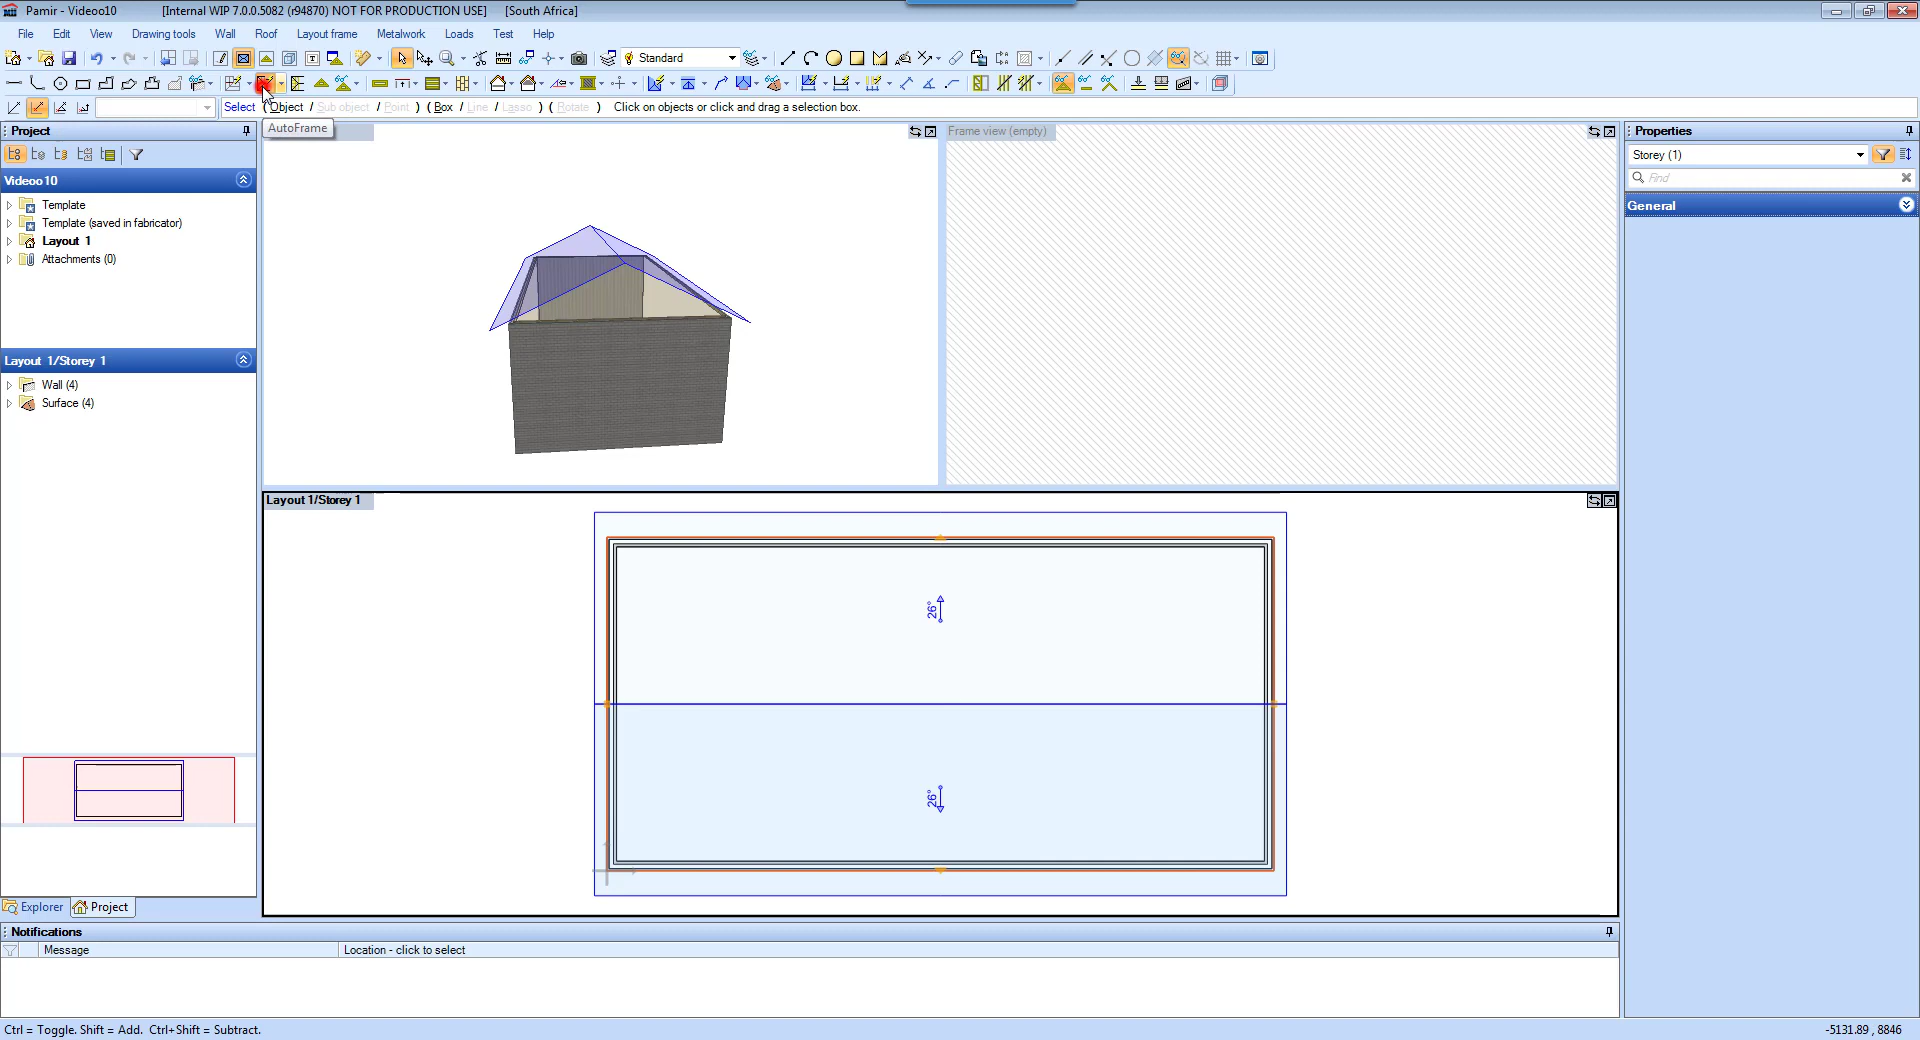 Pamir - Videoo10 [Internal WIP 7.0.0.5082 (r94870) NOT FOR PRODUCTION USE] [South Africa]
File Edit View Drawing tools Wall Roof Layout frame Metalwork Loads Test Help
Standard
Select ( Object / Sub object / Point ) ( Box / Line / Lasso ) ( Rotate ) Click on objects or click and drag a selection box.
AutoFrame
Project
Videoo10
Template
Template (saved in fabricator)
Layout 1
Attachments (0)
Layout 1/Storey 1
Wall (4)
Surface (4)
Explorer Project
Frame view (empty)
Layout 1/Storey 1
26°
26°
Properties
Storey (1)
Find
General
Notifications
Message Location - click to select
Ctrl = Toggle. Shift = Add. Ctrl+Shift = Subtract.
-5131.89 , 8846